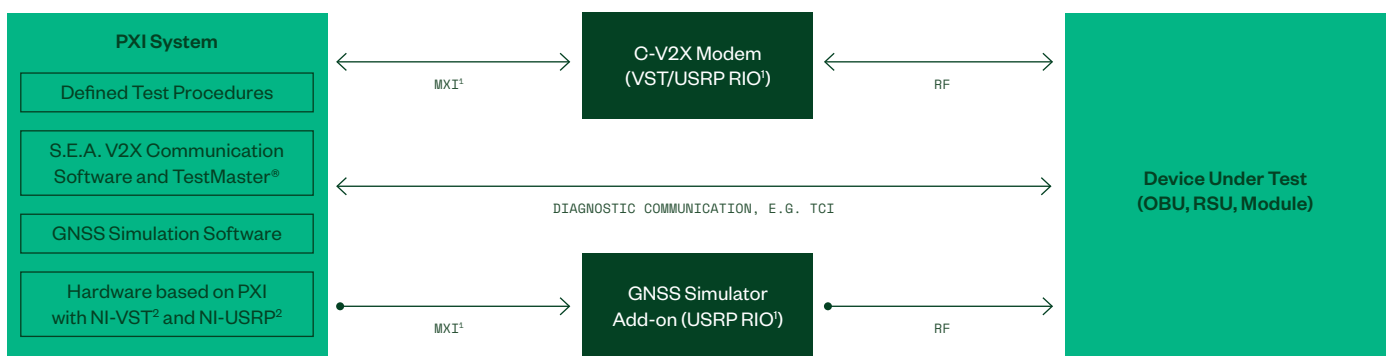 PXI System
Defined Test Procedures
S.E.A. V2X Communication
Software and TestMaster®
GNSS Simulation Software
Hardware based on PXI
with NI-VST² and NI-USRP²
MXI¹
C-V2X Modem
(VST/USRP RIO¹)
RF
DIAGNOSTIC COMMUNICATION, E.G. TCI
MXI¹
GNSS Simulator
Add-on (USRP RIO¹)
RF
Device Under Test
(OBU, RSU, Module)